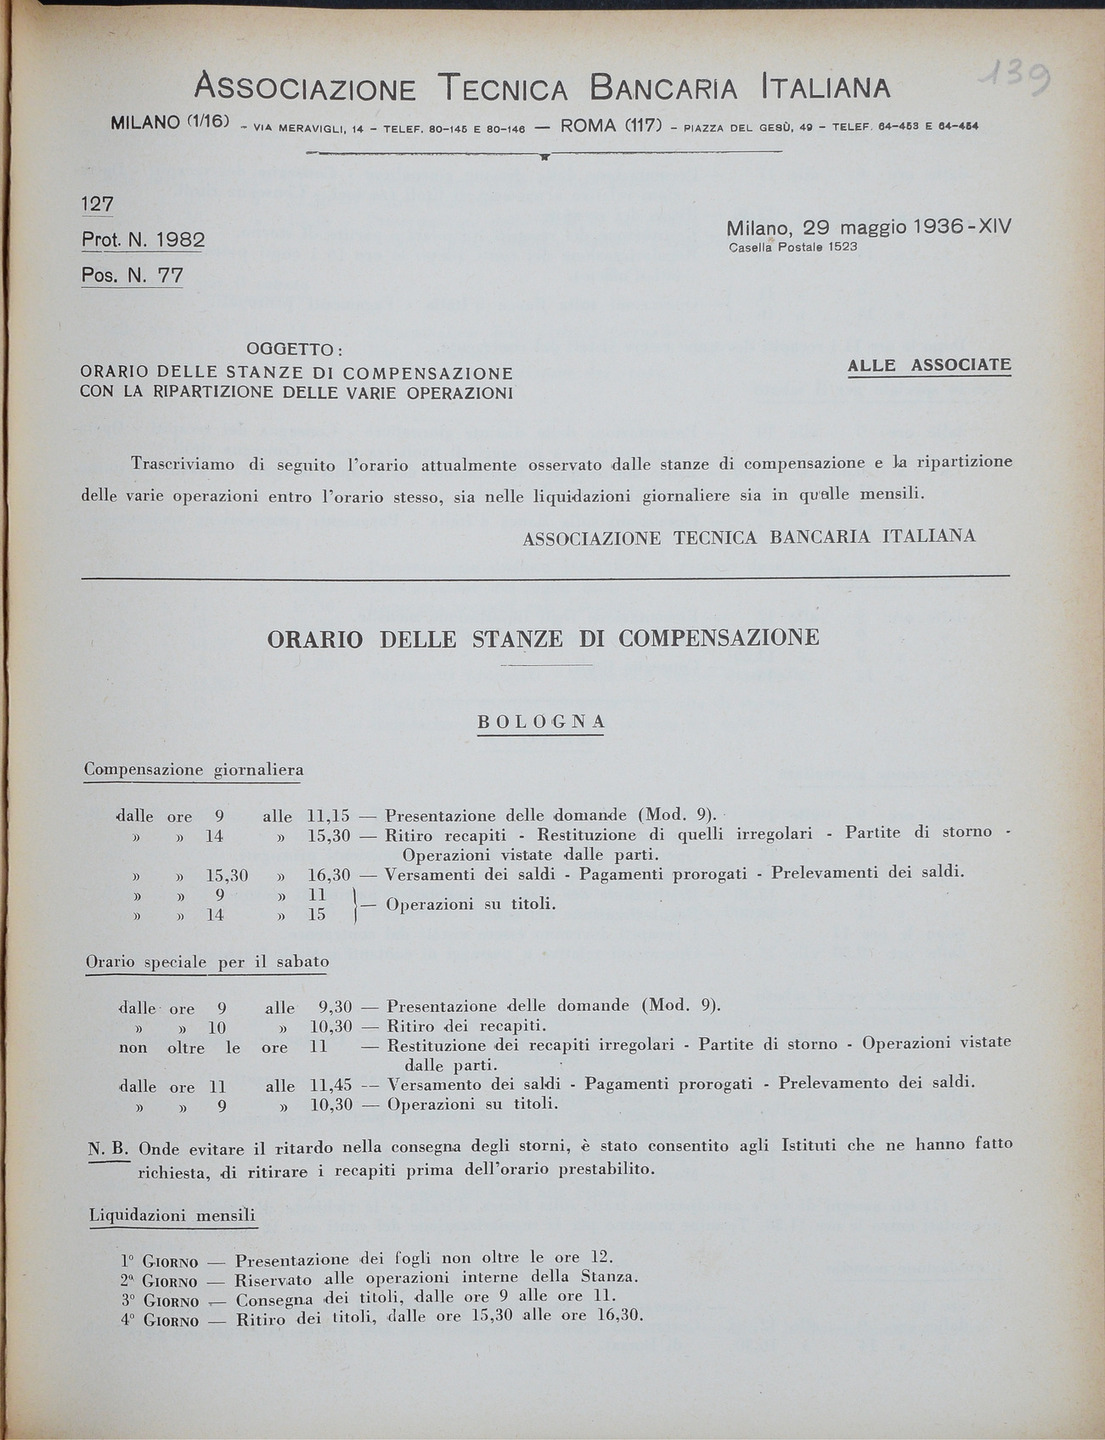 139
ASSOCIAZIONE TECNICA BANCARIA ITALIANA
MILANO (1/16) - VIA MERAVIGLI, 14 - TELEF. 80-145 E 80-146 — ROMA (117) - PIAZZA DEL GESÙ, 49 - TELEF. 64-453 E 64-454
127
Prot. N. 1982
Pos. N. 77
Milano, 29 maggio 1936-XIV
Casella Postale 1523
OGGETTO:
ORARIO DELLE STANZE DI COMPENSAZIONE
CON LA RIPARTIZIONE DELLE VARIE OPERAZIONI
ALLE ASSOCIATE
Trascriviamo di seguito l'orario attualmente osservato dalle stanze di compensazione e la ripartizione
delle varie operazioni entro l'orario stesso, sia nelle liquidazioni giornaliere sia in quelle mensili.
ASSOCIAZIONE TECNICA BANCARIA ITALIANA
ORARIO DELLE STANZE DI COMPENSAZIONE
BOLOGNA
Compensazione giornaliera
dalle ore 9 alle 11,15 — Presentazione delle domande (Mod. 9).
» » 14 » 15,30 — Ritiro recapiti - Restituzione di quelli irregolari - Partite di storno -
Operazioni vistate dalle parti.
» » 15,30 » 16,30 — Versamenti dei saldi - Pagamenti prorogati - Prelevamenti dei saldi.
» » 9 » 11
» » 14 » 15 } — Operazioni su titoli.
Orario speciale per il sabato
dalle ore 9 alle 9,30 — Presentazione delle domande (Mod. 9).
» » 10 » 10,30 — Ritiro dei recapiti.
non oltre le ore 11 — Restituzione dei recapiti irregolari - Partite di storno - Operazioni vistate
dalle parti.
dalle ore 11 alle 11,45 — Versamento dei saldi - Pagamenti prorogati - Prelevamento dei saldi.
» » 9 » 10,30 — Operazioni su titoli.
N. B. Onde evitare il ritardo nella consegna degli storni, è stato consentito agli Istituti che ne hanno fatto
richiesta, di ritirare i recapiti prima dell'orario prestabilito.
Liquidazioni mensili
1º GIORNO — Presentazione dei fogli non oltre le ore 12.
2º GIORNO — Riservato alle operazioni interne della Stanza.
3º GIORNO — Consegna dei titoli, dalle ore 9 alle ore 11.
4º GIORNO — Ritiro dei titoli, dalle ore 15,30 alle ore 16,30.